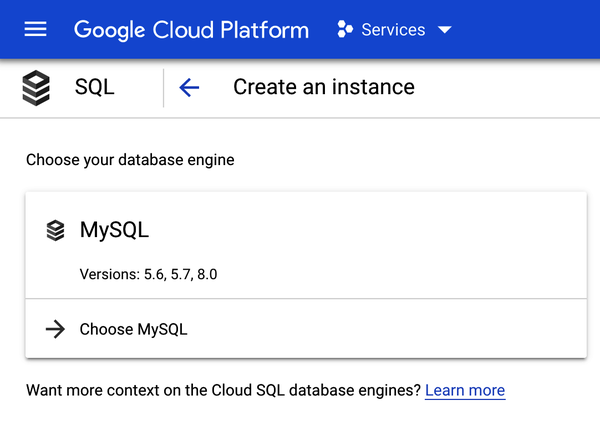 Google Cloud Platform Services
SQL Create an instance
Choose your database engine
MySQL
Versions: 5.6, 5.7, 8.0
Choose MySQL
Want more context on the Cloud SQL database engines? Learn more